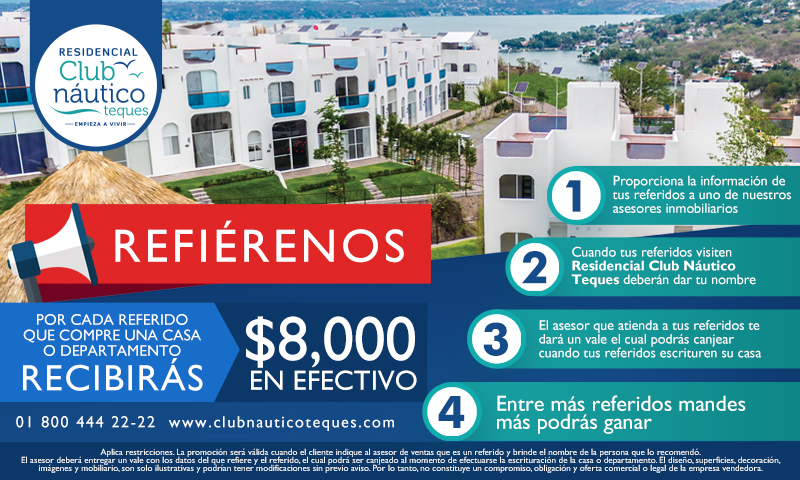 RESIDENCIAL
Club
náutico
teques
EMPIEZA A VIVIR
REFIÉRENOS
POR CADA REFERIDO
QUE COMPRE UNA CASA
O DEPARTAMENTO
RECIBIRÁS
$8,000
EN EFECTIVO
01 800 444 22-22 www.clubnauticoteques.com
1
Proporciona la información de
tus referidos a uno de nuestros
asesores inmobiliarios
2
Cuando tus referidos visiten
Residencial Club Náutico
Teques deberán dar tu nombre
3
El asesor que atienda a tus referidos te
dará un vale el cual podrás canjear
cuando tus referidos escrituren su casa
4
Entre más referidos mandes
más podrás ganar
Aplica restricciones. La promoción será válida cuando el cliente indique al asesor de ventas que es un referido y brinde el nombre de la persona que lo recomendó.
El asesor deberá entregar un vale con los datos del que refiere y el referido, el cual podrá ser canjeado al momento de efectuarse la escrituración de la casa o departamento. El diseño, superficies, decoración,
imágenes y mobiliario, son solo ilustrativas y podrían tener modificaciones sin previo aviso. Por lo tanto, no constituye un compromiso, obligación y oferta comercial o legal de la empresa vendedora.